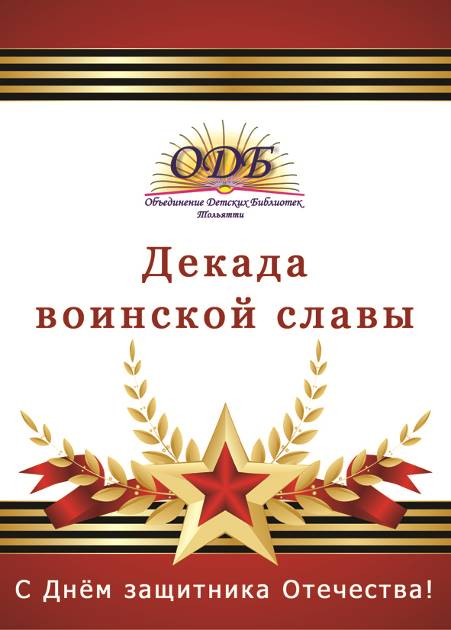 ОДБ
Объединение Детских Библиотек
Тольятти
Декада
воинской славы
С Днём защитника Отечества!